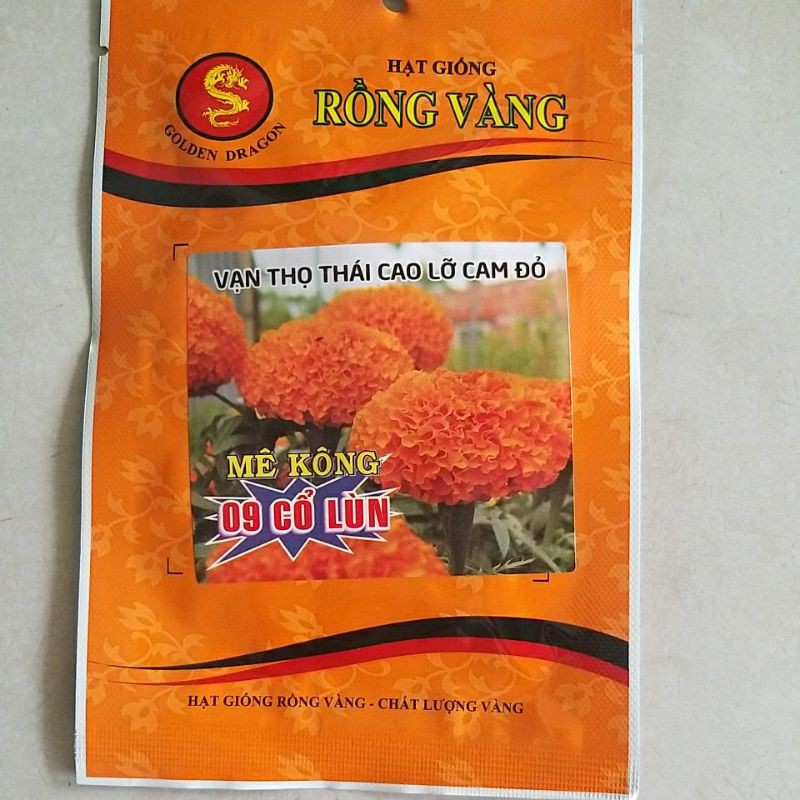 HẠT GIỐNG
RỒNG VÀNG
GOLDEN DRAGON
VẠN THỌ THÁI CAO LỠ CAM ĐỎ
MÊ KÔNG
09 CỔ LÙN
HẠT GIỐNG RỒNG VÀNG - CHẤT LƯỢNG VÀNG